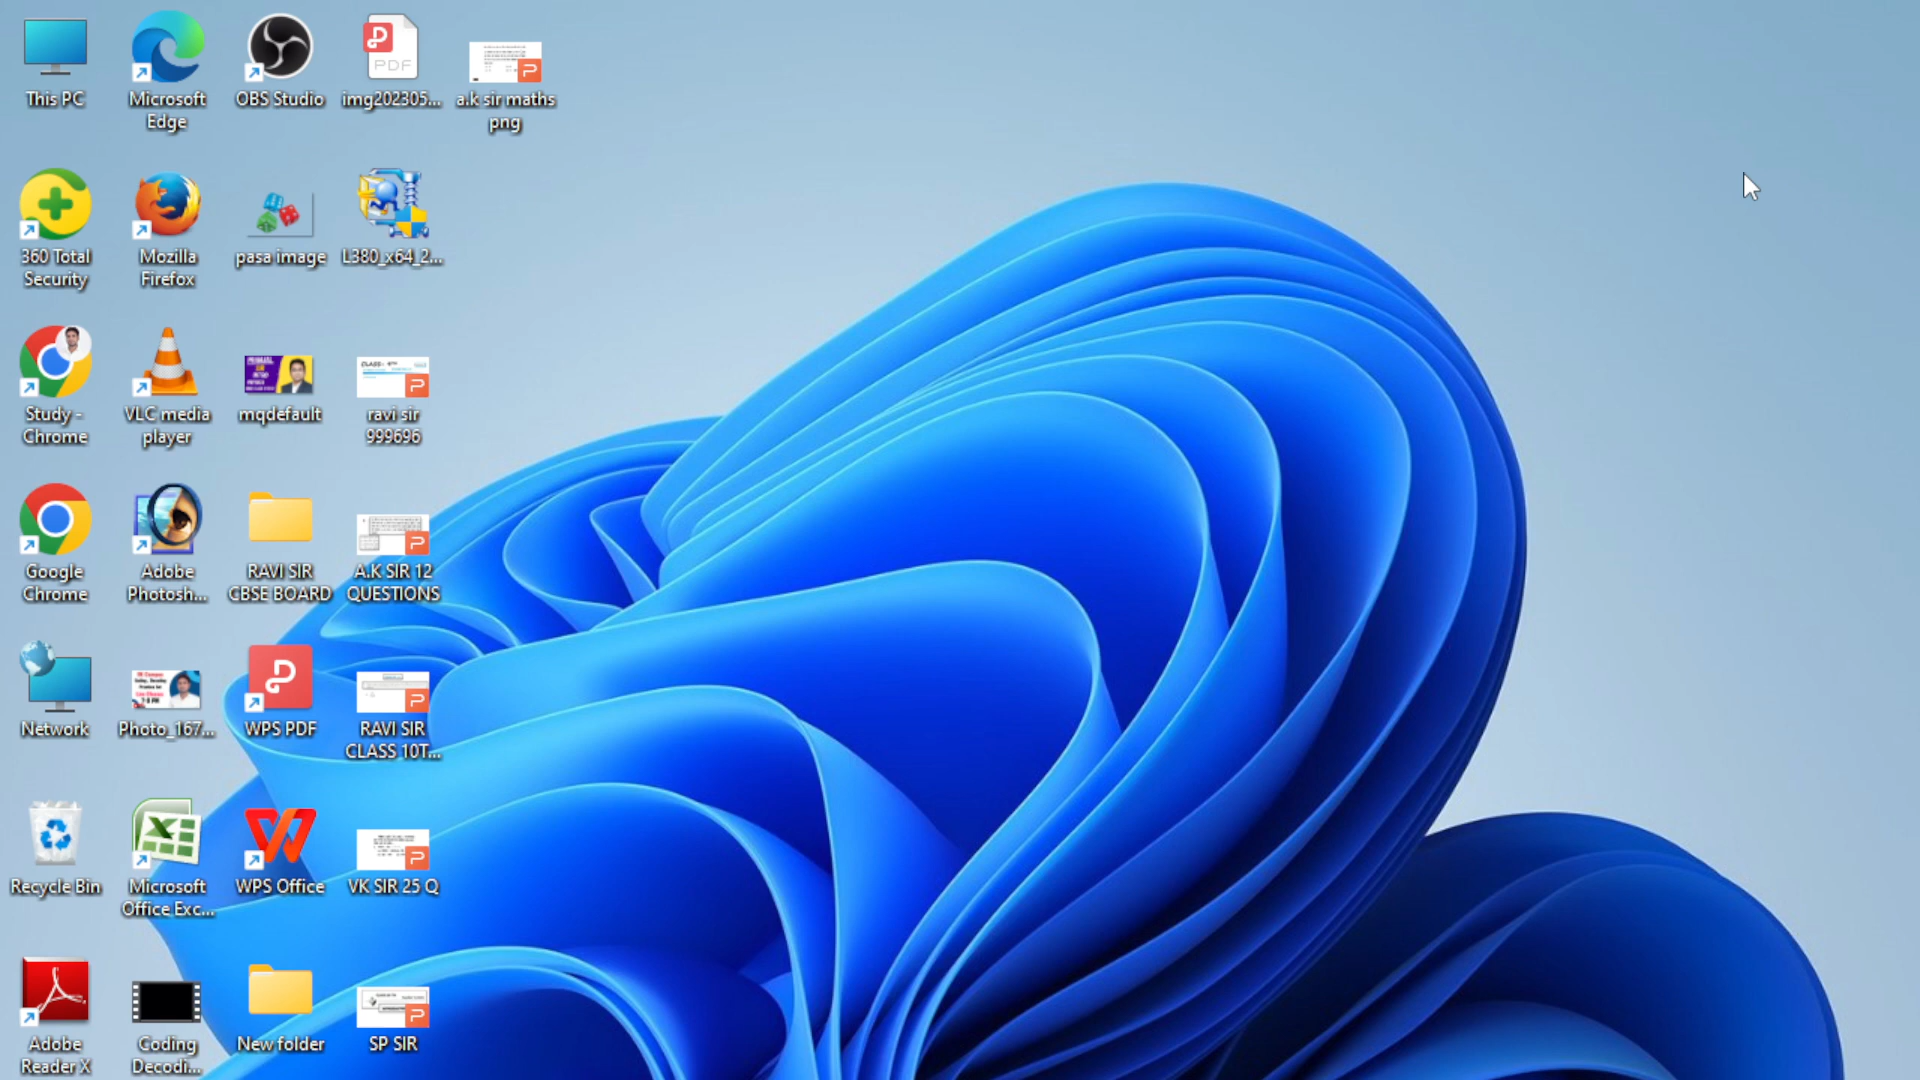 This PC
Microsoft
Edge
OBS Studio
PDF
img202305...
a.k sir maths
png
360 Total
Security
Mozilla
Firefox
pasa image
L380_x64_2...
Study -
Chrome
VLC media
player
mqdefault
ravi sir
999696
Google
Chrome
Adobe
Photosh...
RAVI SIR
CBSE BOARD
A.K SIR 12
QUESTIONS
Network
Photo_167...
WPS PDF
RAVI SIR
CLASS 10T...
Recycle Bin
Microsoft
Office Exc...
WPS Office
VK SIR 25 Q
Adobe
Reader X
Coding
Decodi...
New folder
SP SIR